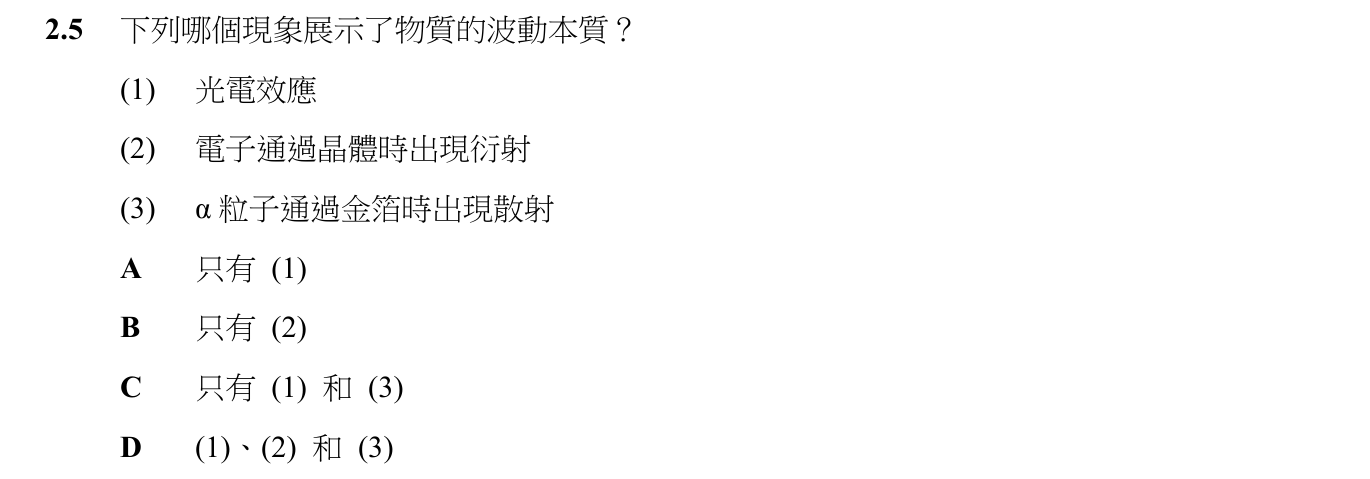 2.5 下列哪個現象展示了物質的波動本質？
(1) 光電效應
(2) 電子通過晶體時出現衍射
(3) α 粒子通過金箔時出現散射
A 只有 (1)
B 只有 (2)
C 只有 (1) 和 (3)
D (1)、(2) 和 (3)